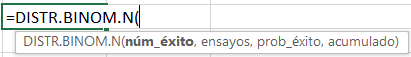 =DISTR.BINOM.N(
DISTR.BINOM.N(núm_éxito, ensayos, prob_éxito, acumulado)